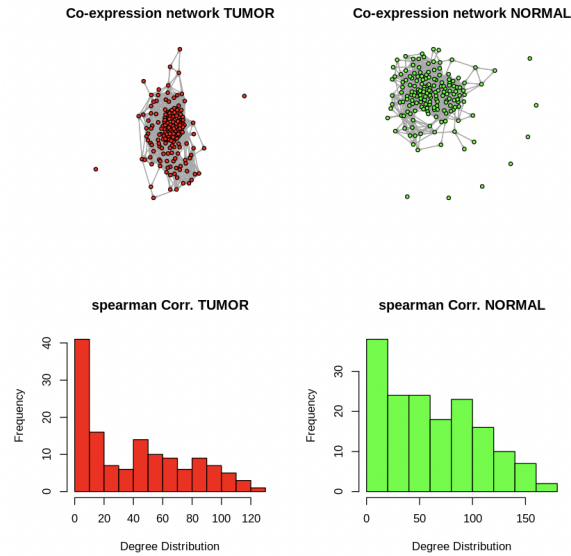 Co-expression network TUMOR
Co-expression network NORMAL
spearman Corr. TUMOR
spearman Corr. NORMAL
Frequency
0
10
20
30
40
0
20
40
60
80
100
120
Degree Distribution
Frequency
0
10
20
30
0
50
100
150
Degree Distribution